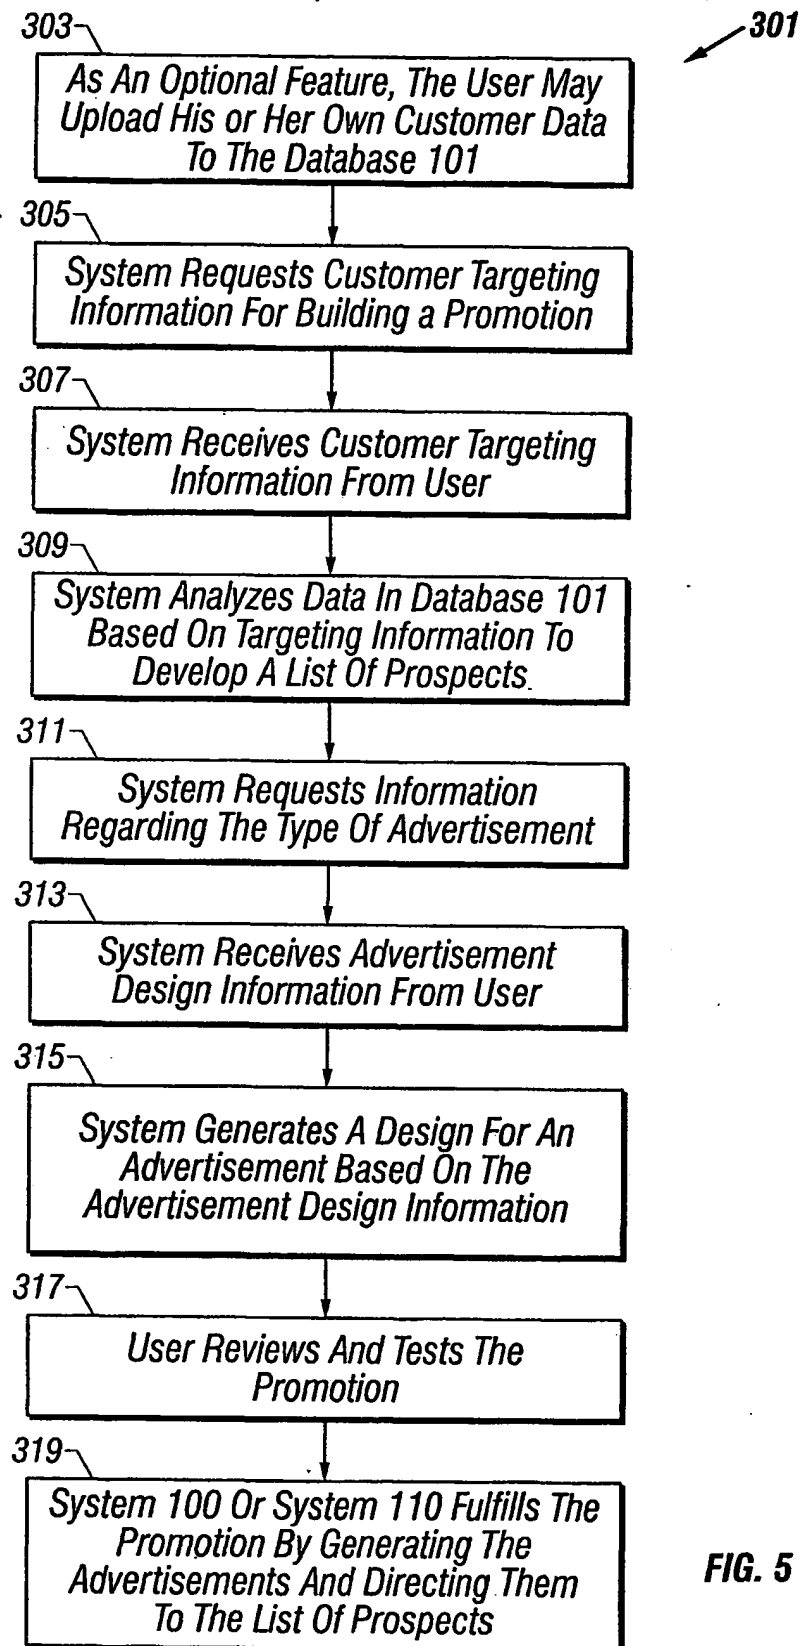 303
301
As An Optional Feature, The User May
Upload His or Her Own Customer Data
To The Database 101
305
System Requests Customer Targeting
Information For Building a Promotion
307
System Receives Customer Targeting
Information From User
309
System Analyzes Data In Database 101
Based On Targeting Information To
Develop A List Of Prospects
311
System Requests Information
Regarding The Type Of Advertisement
313
System Receives Advertisement
Design Information From User
315
System Generates A Design For An
Advertisement Based On The
Advertisement Design Information
317
User Reviews And Tests The
Promotion
319
System 100 Or System 110 Fulfills The
Promotion By Generating The
Advertisements And Directing Them
To The List Of Prospects
FIG. 5